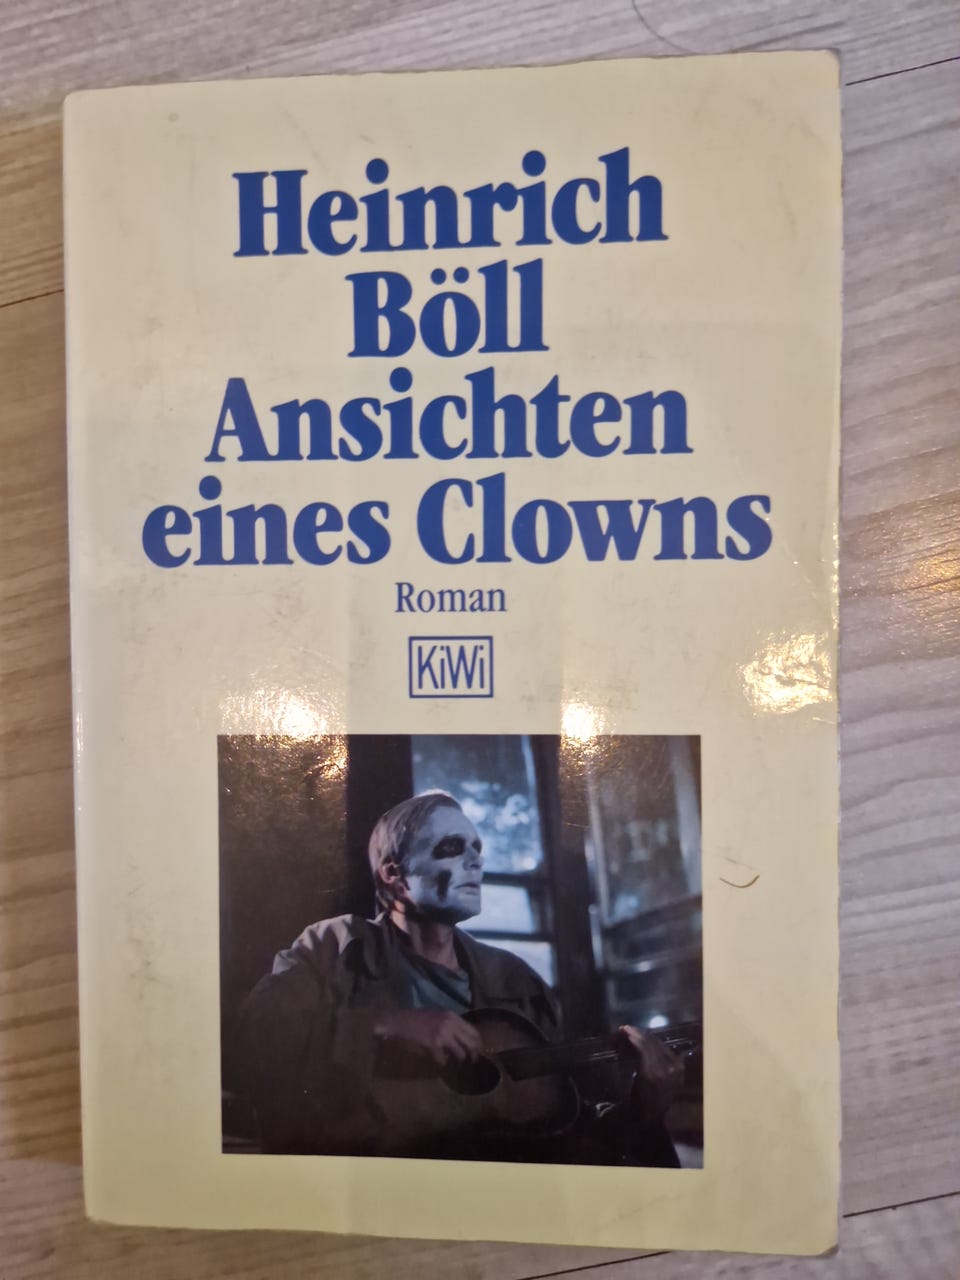 Heinrich
Böll
Ansichten
eines Clowns
Roman
KiWi